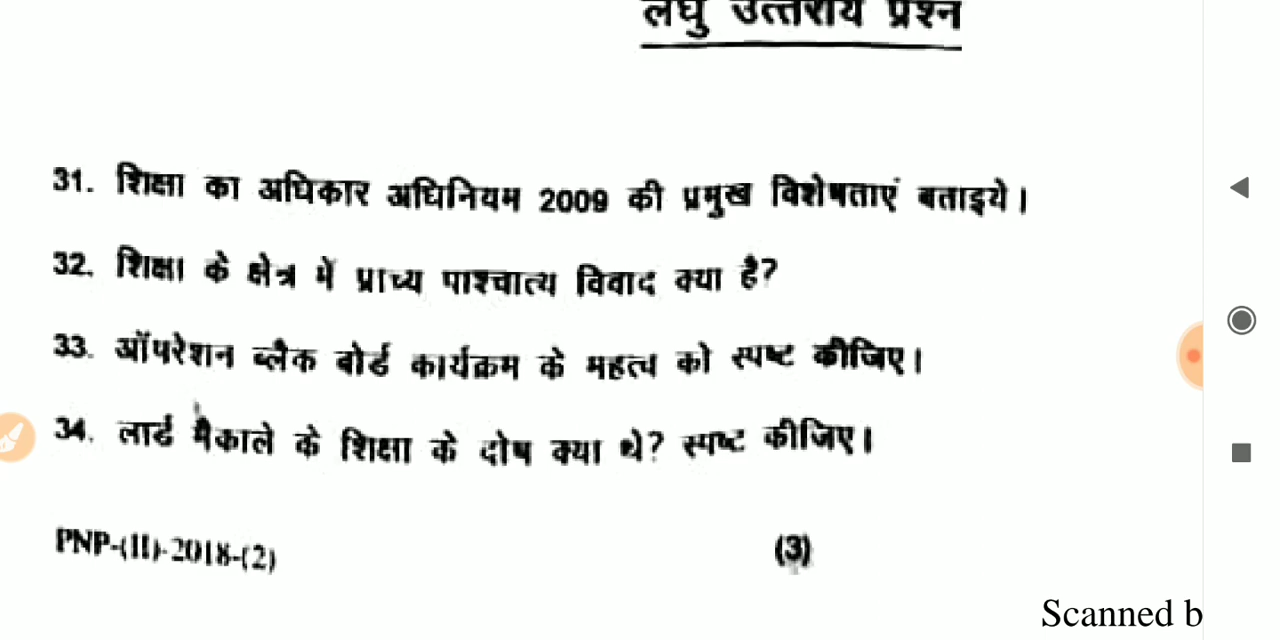 लघु उत्तरीय प्रश्न
31. शिक्षा का अधिकार अधिनियम 2009 की प्रमुख विशेषताएं बताइये।
32. शिक्षा के क्षेत्र में प्राच्य पाश्चात्य विवाद क्या है?
33. ऑपरेशन ब्लैक बोर्ड कार्यक्रम के महत्व को स्पष्ट कीजिए।
34. लार्ड मैकाले के शिक्षा के दोष क्या थे? स्पष्ट कीजिए।
PNP-(II)-2018-(2) (3)
Scanned b